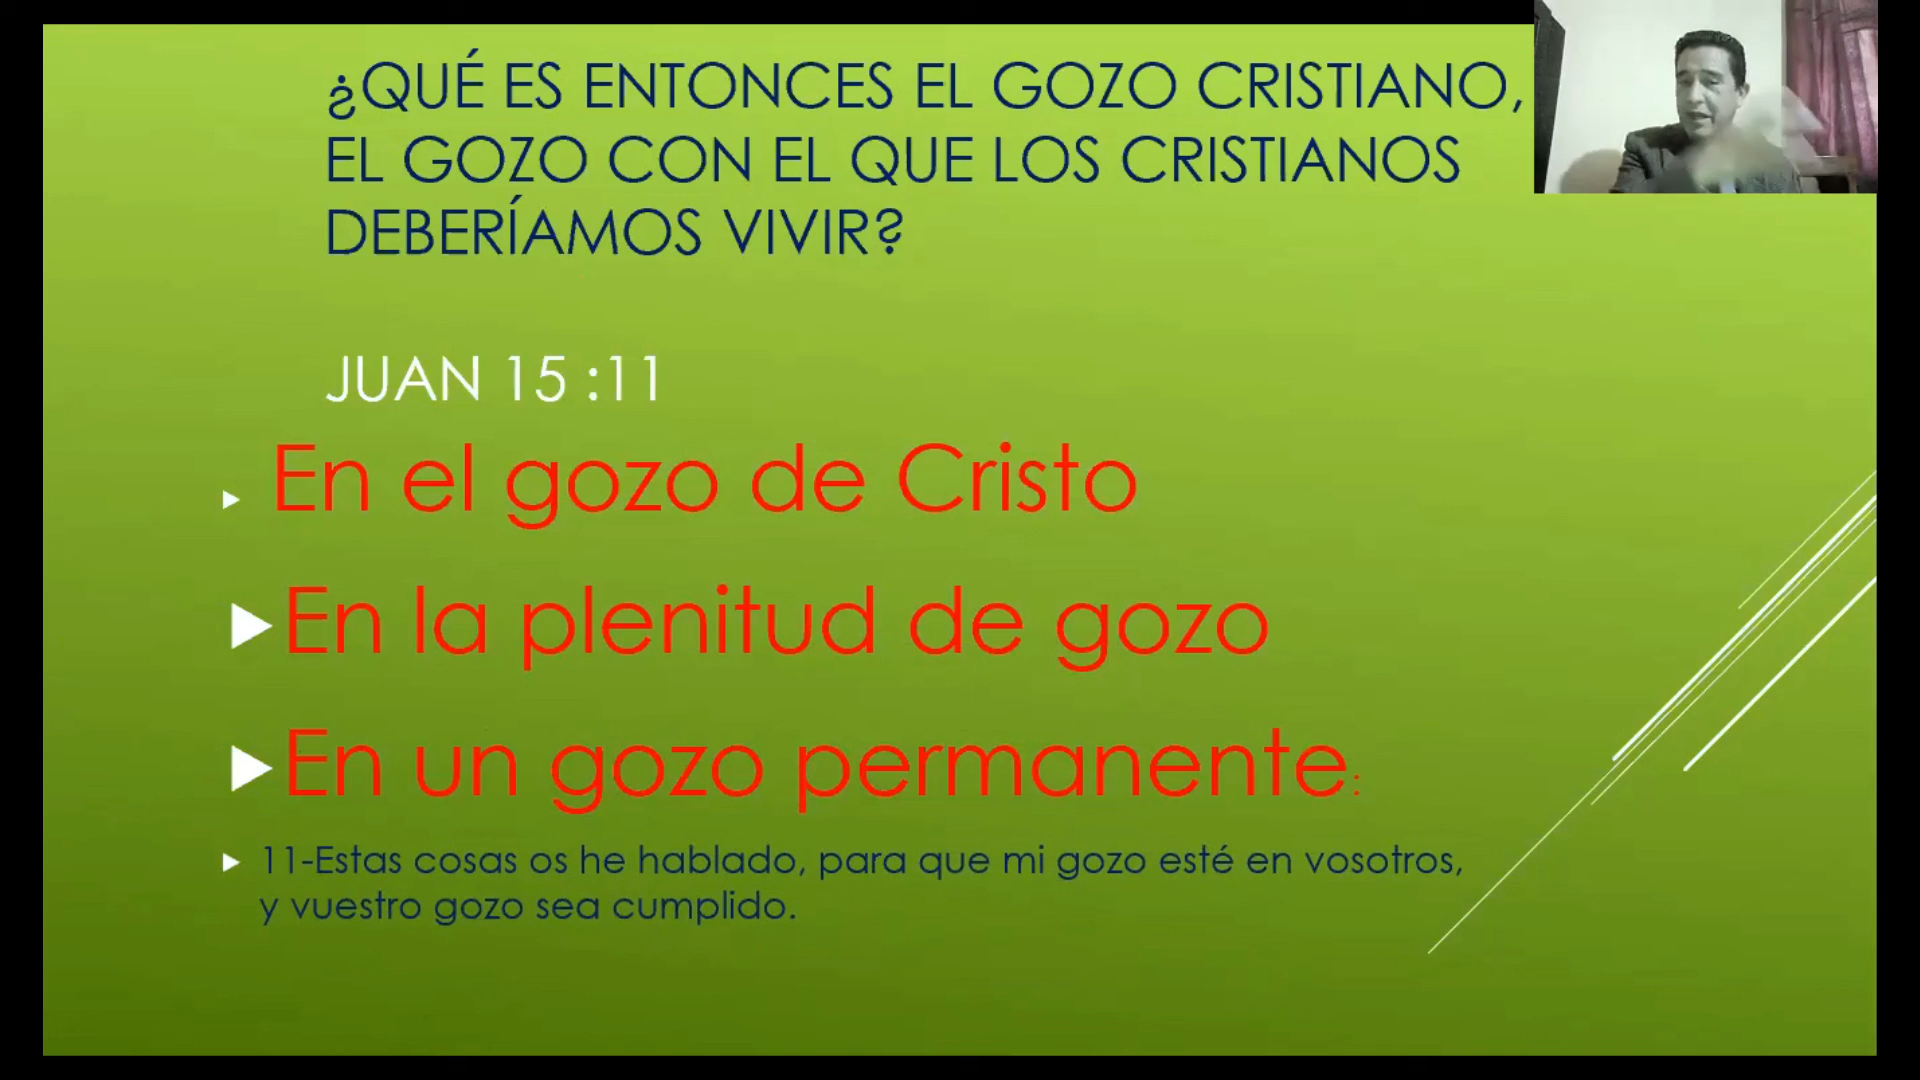 ¿QUÉ ES ENTONCES EL GOZO CRISTIANO,
EL GOZO CON EL QUE LOS CRISTIANOS
DEBERÍAMOS VIVIR?
JUAN 15 :11
En el gozo de Cristo
En la plenitud de gozo
En un gozo permanente:
11-Estas cosas os he hablado, para que mi gozo esté en vosotros,
y vuestro gozo sea cumplido.